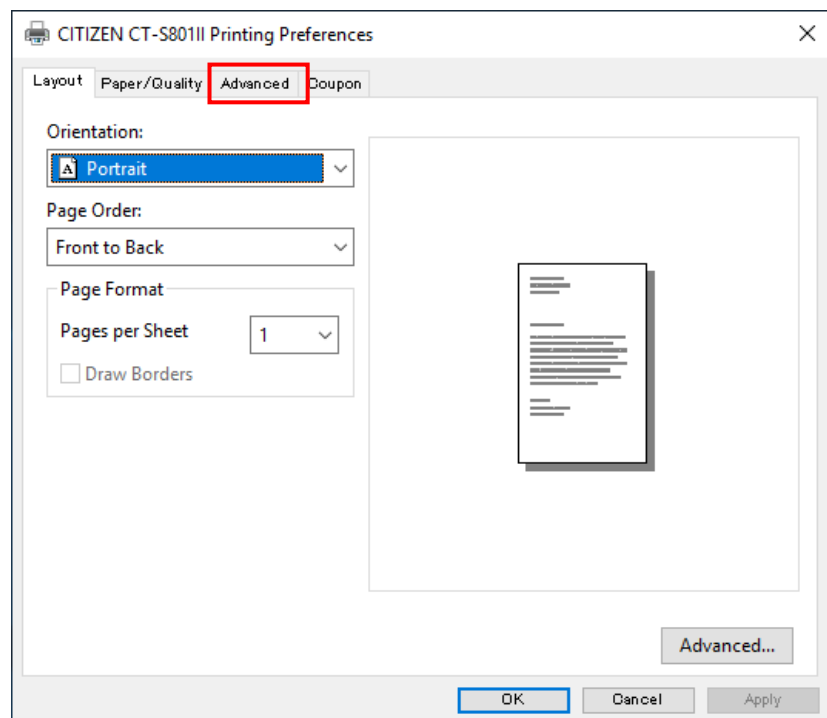 CITIZEN CT-S801II Printing Preferences
Layout Paper/Quality Advanced Coupon
Orientation:
A Portrait
Page Order:
Front to Back
Page Format
Pages per Sheet 1
Draw Borders
Advanced...
OK Cancel Apply